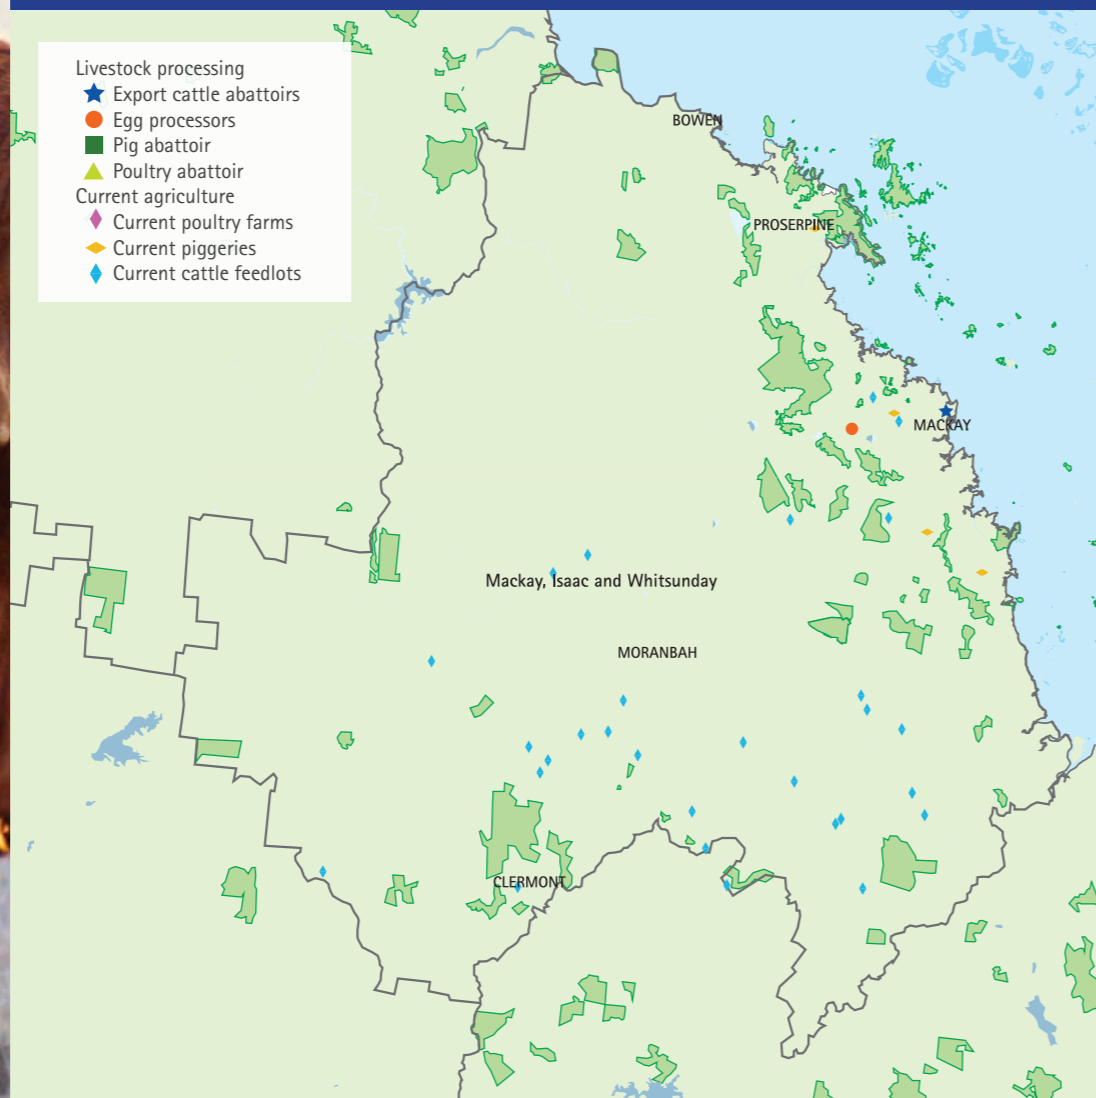 Livestock processing
Export cattle abattoirs
Egg processors
Pig abattoir
Poultry abattoir
Current agriculture
Current poultry farms
Current piggeries
Current cattle feedlots
BOWEN
PROSERPINE
MACKAY
Mackay, Isaac and Whitsunday
MORANBAH
CLERMONT